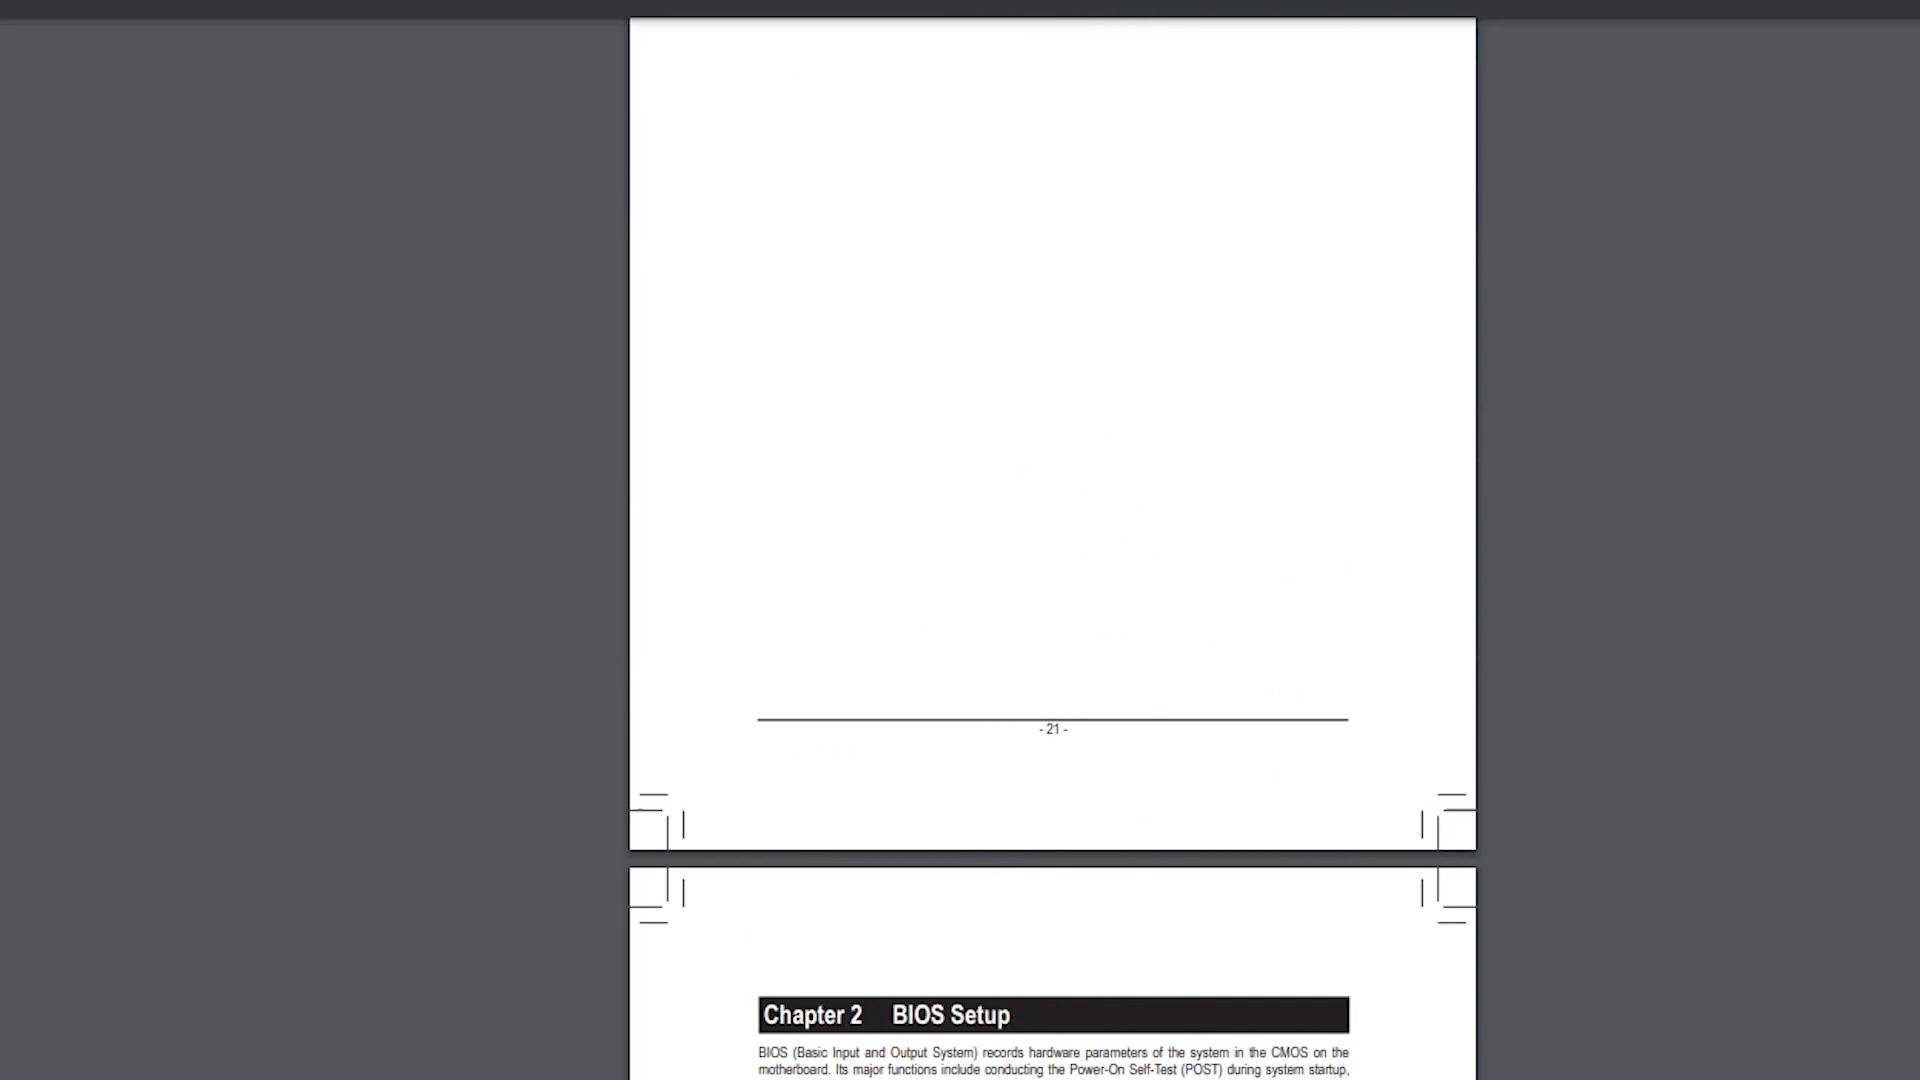 - 21 -
Chapter 2 BIOS Setup
BIOS (Basic Input and Output System) records hardware parameters of the system in the CMOS on the
motherboard. Its major functions include conducting the Power-On Self-Test (POST) during system startup,